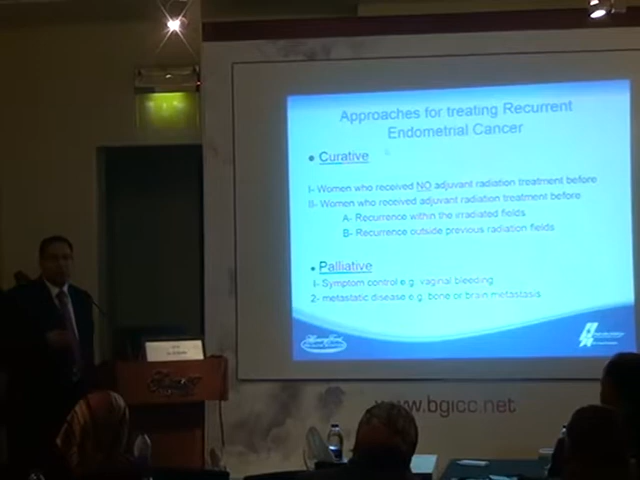 Approaches for treating Recurrent
Endometrial Cancer
• Curative
I- Women who received NO adjuvant radiation treatment before
II- Women who received adjuvant radiation treatment before
A- Recurrence within the irradiated fields
B- Recurrence outside previous radiation fields
• Palliative
I- Symptom control e.g. vaginal bleeding
2- metastatic disease e.g. bone or brain metastasis
www.bgicc.net